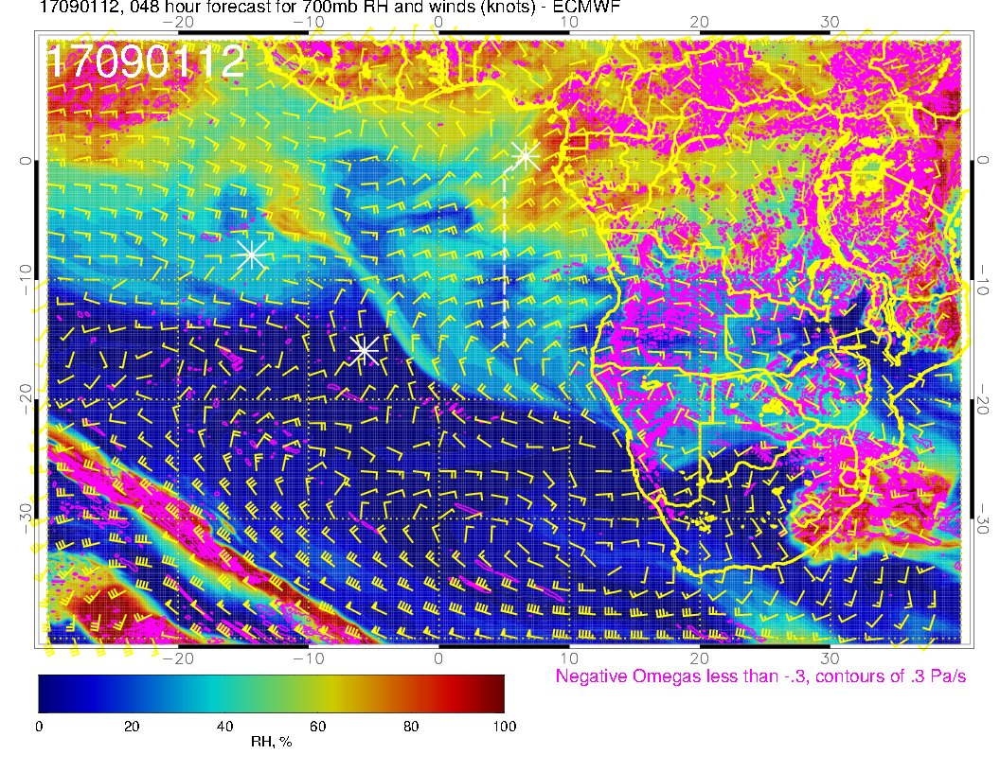 17090112, 048 hour forecast for 700mb RH and winds (knots) - ECMWF
−20 −10 0 10 20 30
17090112
0 0
−10 −10
−20 −20
−30 −30
−20 −10 0 10 20 30
Negative Omegas less than -.3, contours of .3 Pa/s
0 20 40 60 80 100
RH, %